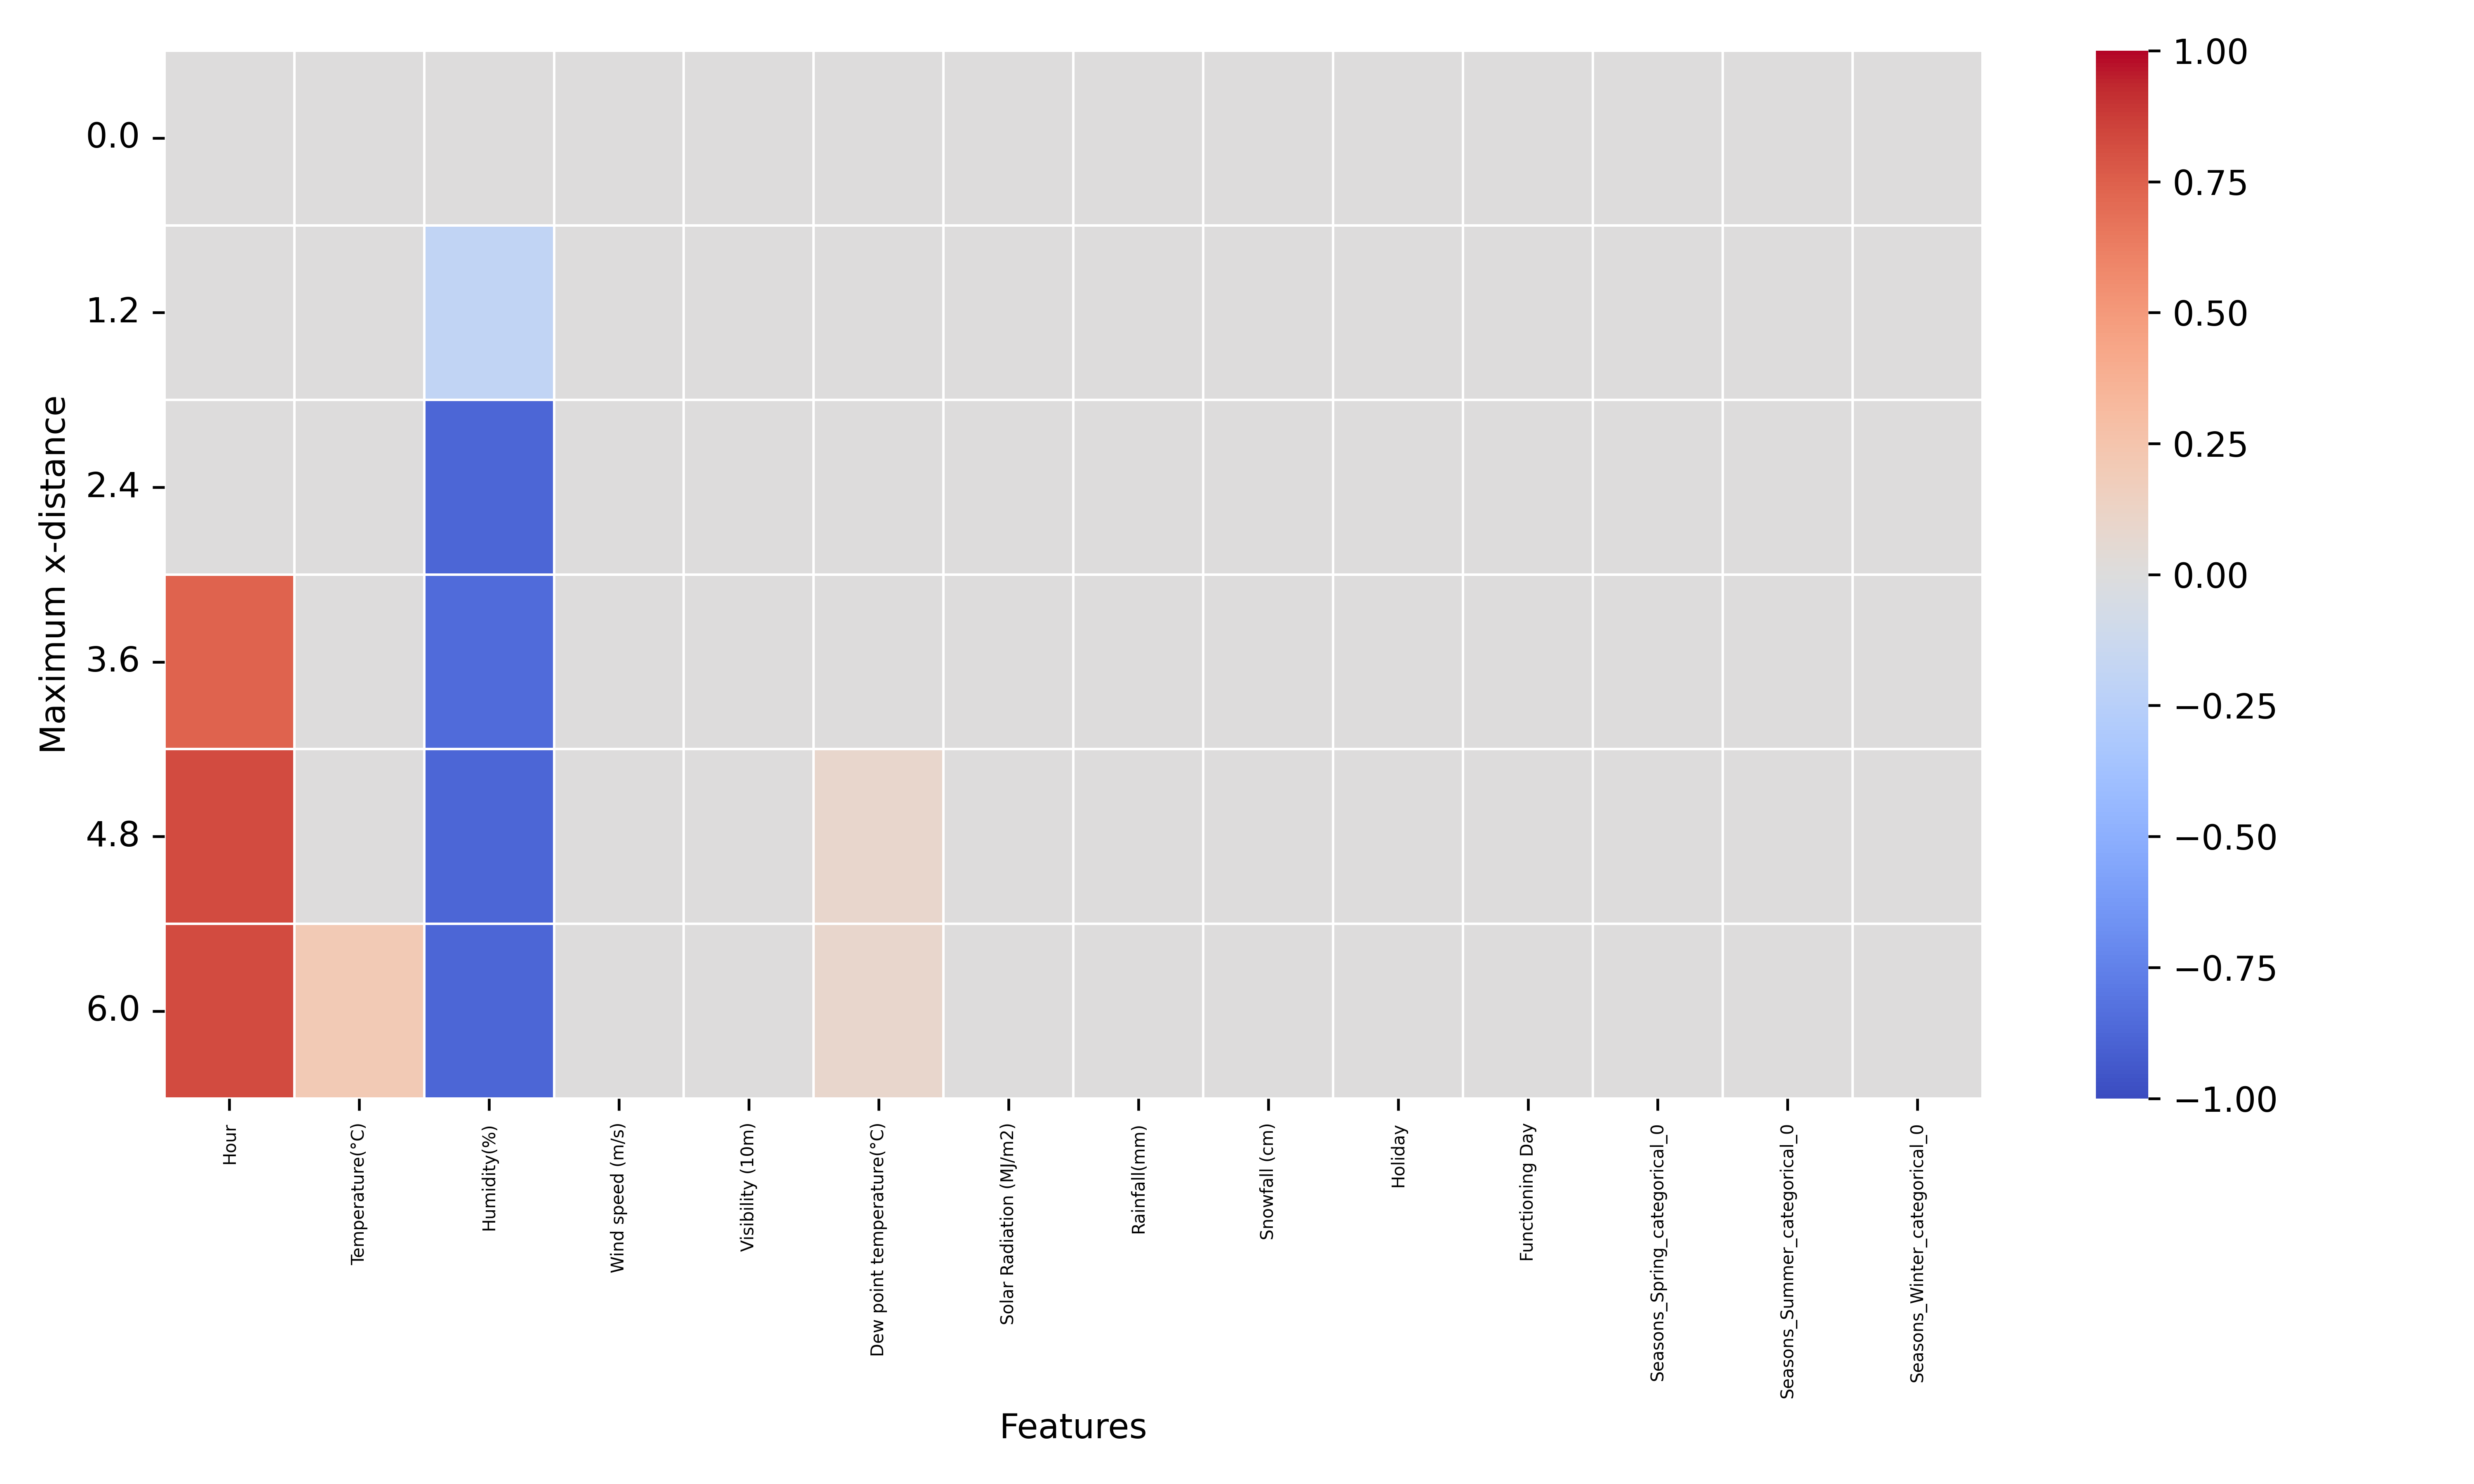 Maximum x-distance
0.0
1.2
2.4
3.6
4.8
6.0
Hour
Temperature(°C)
Humidity(%)
Wind speed (m/s)
Visibility (10m)
Dew point temperature(°C)
Solar Radiation (MJ/m2)
Rainfall(mm)
Snowfall (cm)
Holiday
Functioning Day
Seasons_Spring_categorical_0
Seasons_Summer_categorical_0
Seasons_Winter_categorical_0
Features
1.00
0.75
0.50
0.25
0.00
−0.25
−0.50
−0.75
−1.00